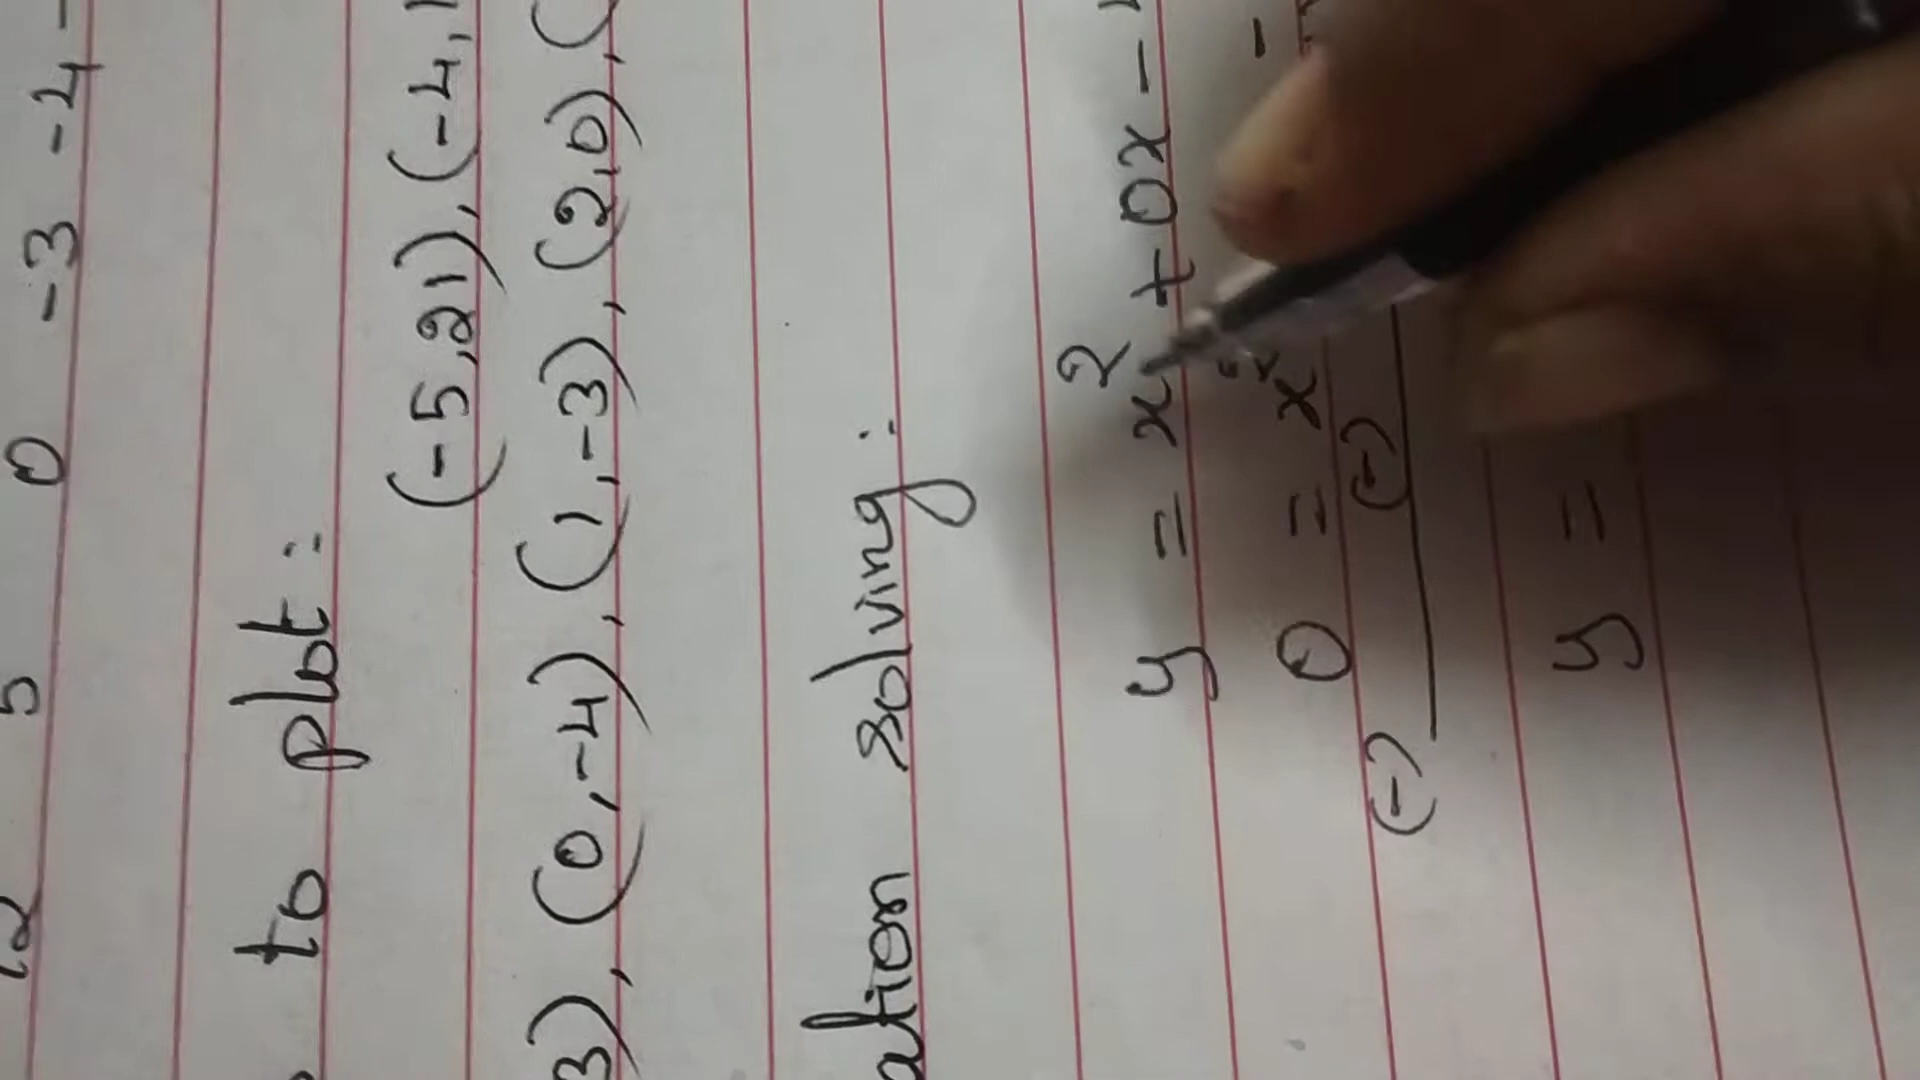 12 5 0 -3 -4 -
to plot:
(-5,21), (-4,1
3), (0,-4), (1,-3), (2,0), (
ation solving:
y = x² + 0x -
0 = x² -
(-) (-)
y =